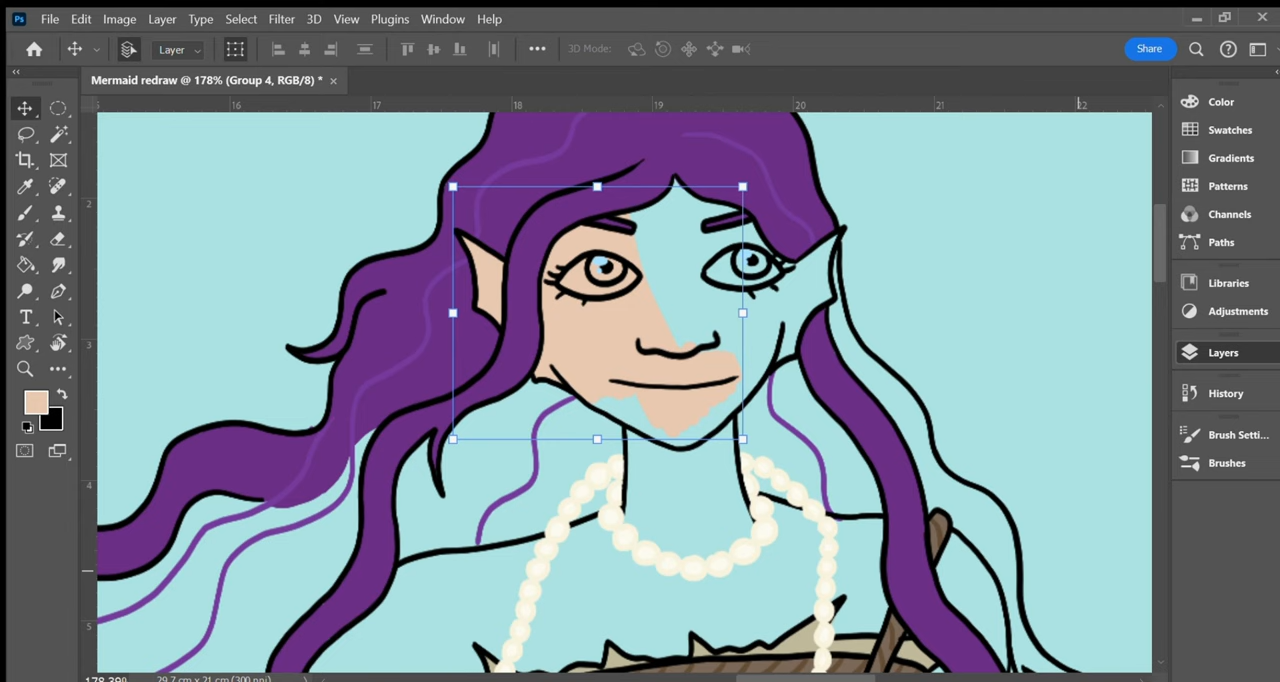 Ps File Edit Image Layer Type Select Filter 3D View Plugins Window Help
Layer 3D Mode: Share
Mermaid redraw @ 178% (Group 4, RGB/8) * ×
16 17 18 19 20 21 22
2
3
4
5
T
Color
Swatches
Gradients
Patterns
Channels
Paths
Libraries
Adjustments
Layers
History
Brush Setti...
Brushes
178.39% 29.7 cm x 21 cm (300 ppi)